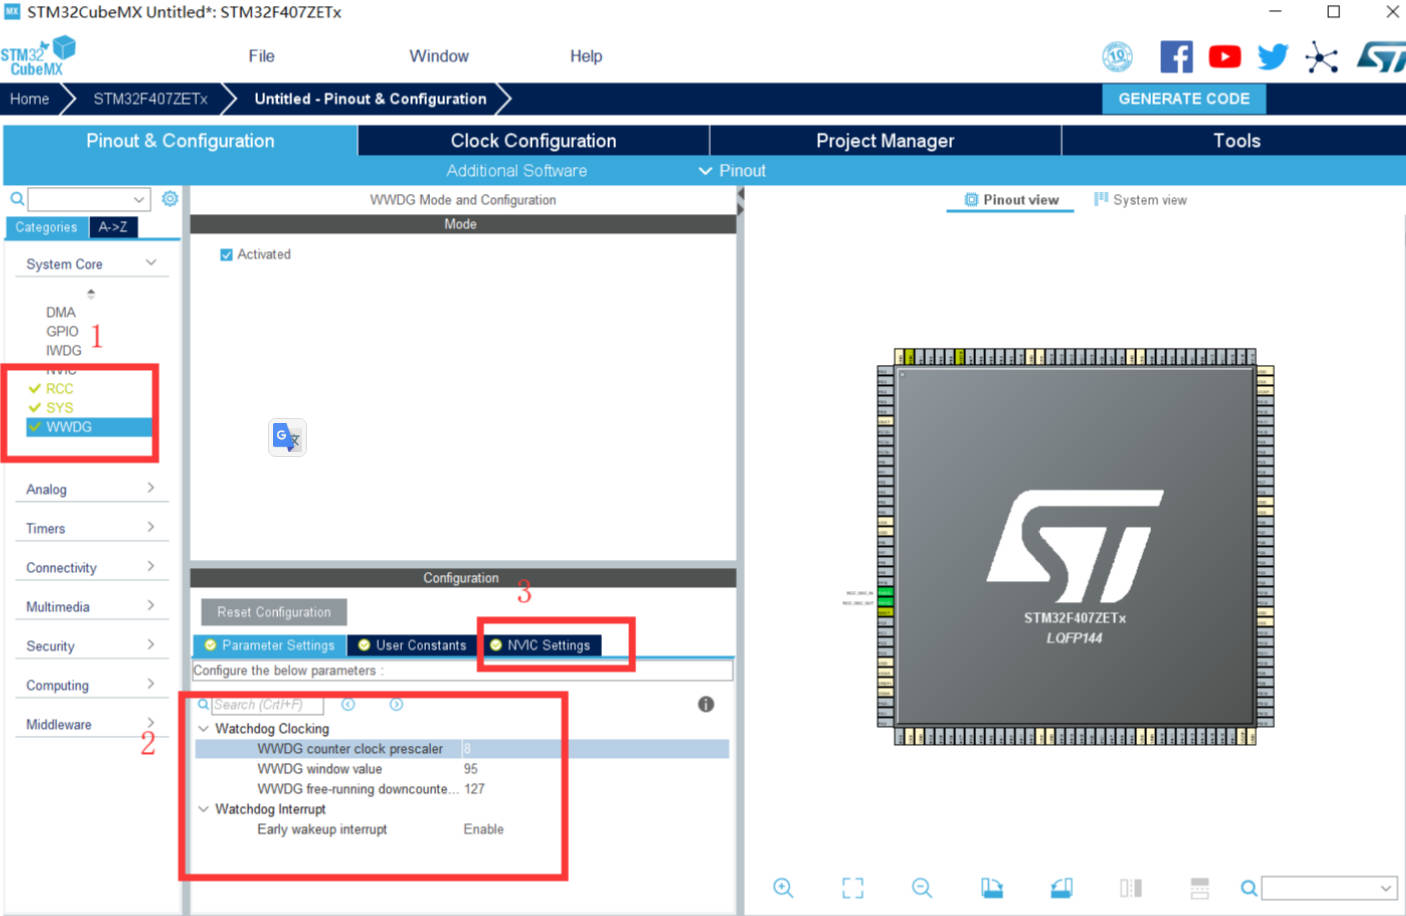 STM32CubeMX Untitled*: STM32F407ZETx
STM32
CubeMX
File
Window
Help
10
Home
STM32F407ZETx
Untitled - Pinout & Configuration
GENERATE CODE
Pinout & Configuration
Clock Configuration
Project Manager
Tools
Additional Software
Pinout
WWDG Mode and Configuration
Pinout view
System view
Categories
A->Z
Mode
System Core
Activated
DMA
GPIO
1
IWDG
NVIC
RCC
SYS
WWDG
Analog
Timers
Connectivity
Multimedia
Security
Computing
Middleware
2
Configuration
3
Reset Configuration
Parameter Settings
User Constants
NVIC Settings
Configure the below parameters :
Search (Crtl+F)
Watchdog Clocking
WWDG counter clock prescaler 8
WWDG window value 95
WWDG free-running downcounte... 127
Watchdog Interrupt
Early wakeup interrupt Enable
STM32F407ZETx
LQFP144